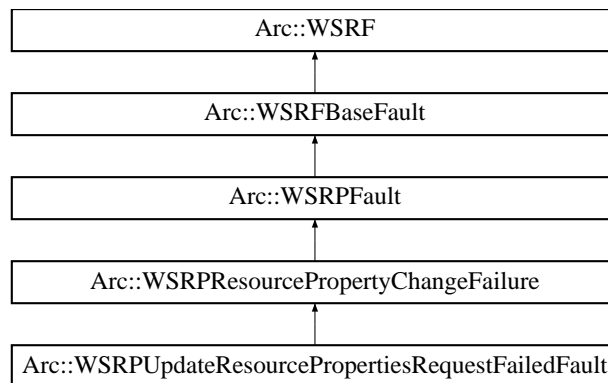 Arc::WSRF
Arc::WSRFBaseFault
Arc::WSRPFault
Arc::WSRPResourcePropertyChangeFailure
Arc::WSRPUpdateResourcePropertiesRequestFailedFault